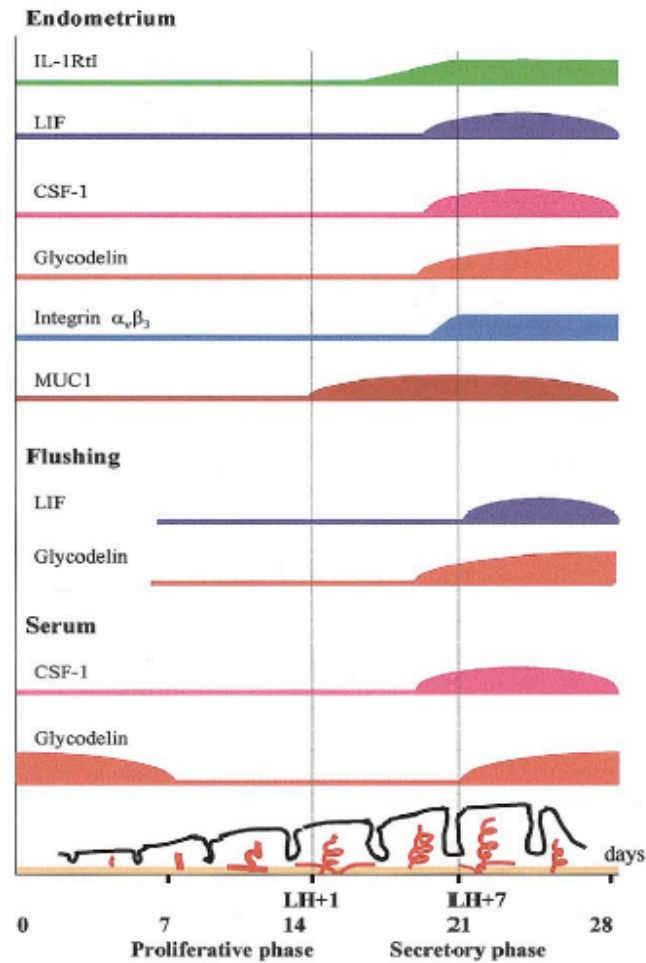 Endometrium
IL-1RtI
LIF
CSF-1
Glycodelin
Integrin αvβ3
MUC1
Flushing
LIF
Glycodelin
Serum
CSF-1
Glycodelin
days
LH+1 LH+7
0 7 14 21 28
Proliferative phase Secretory phase